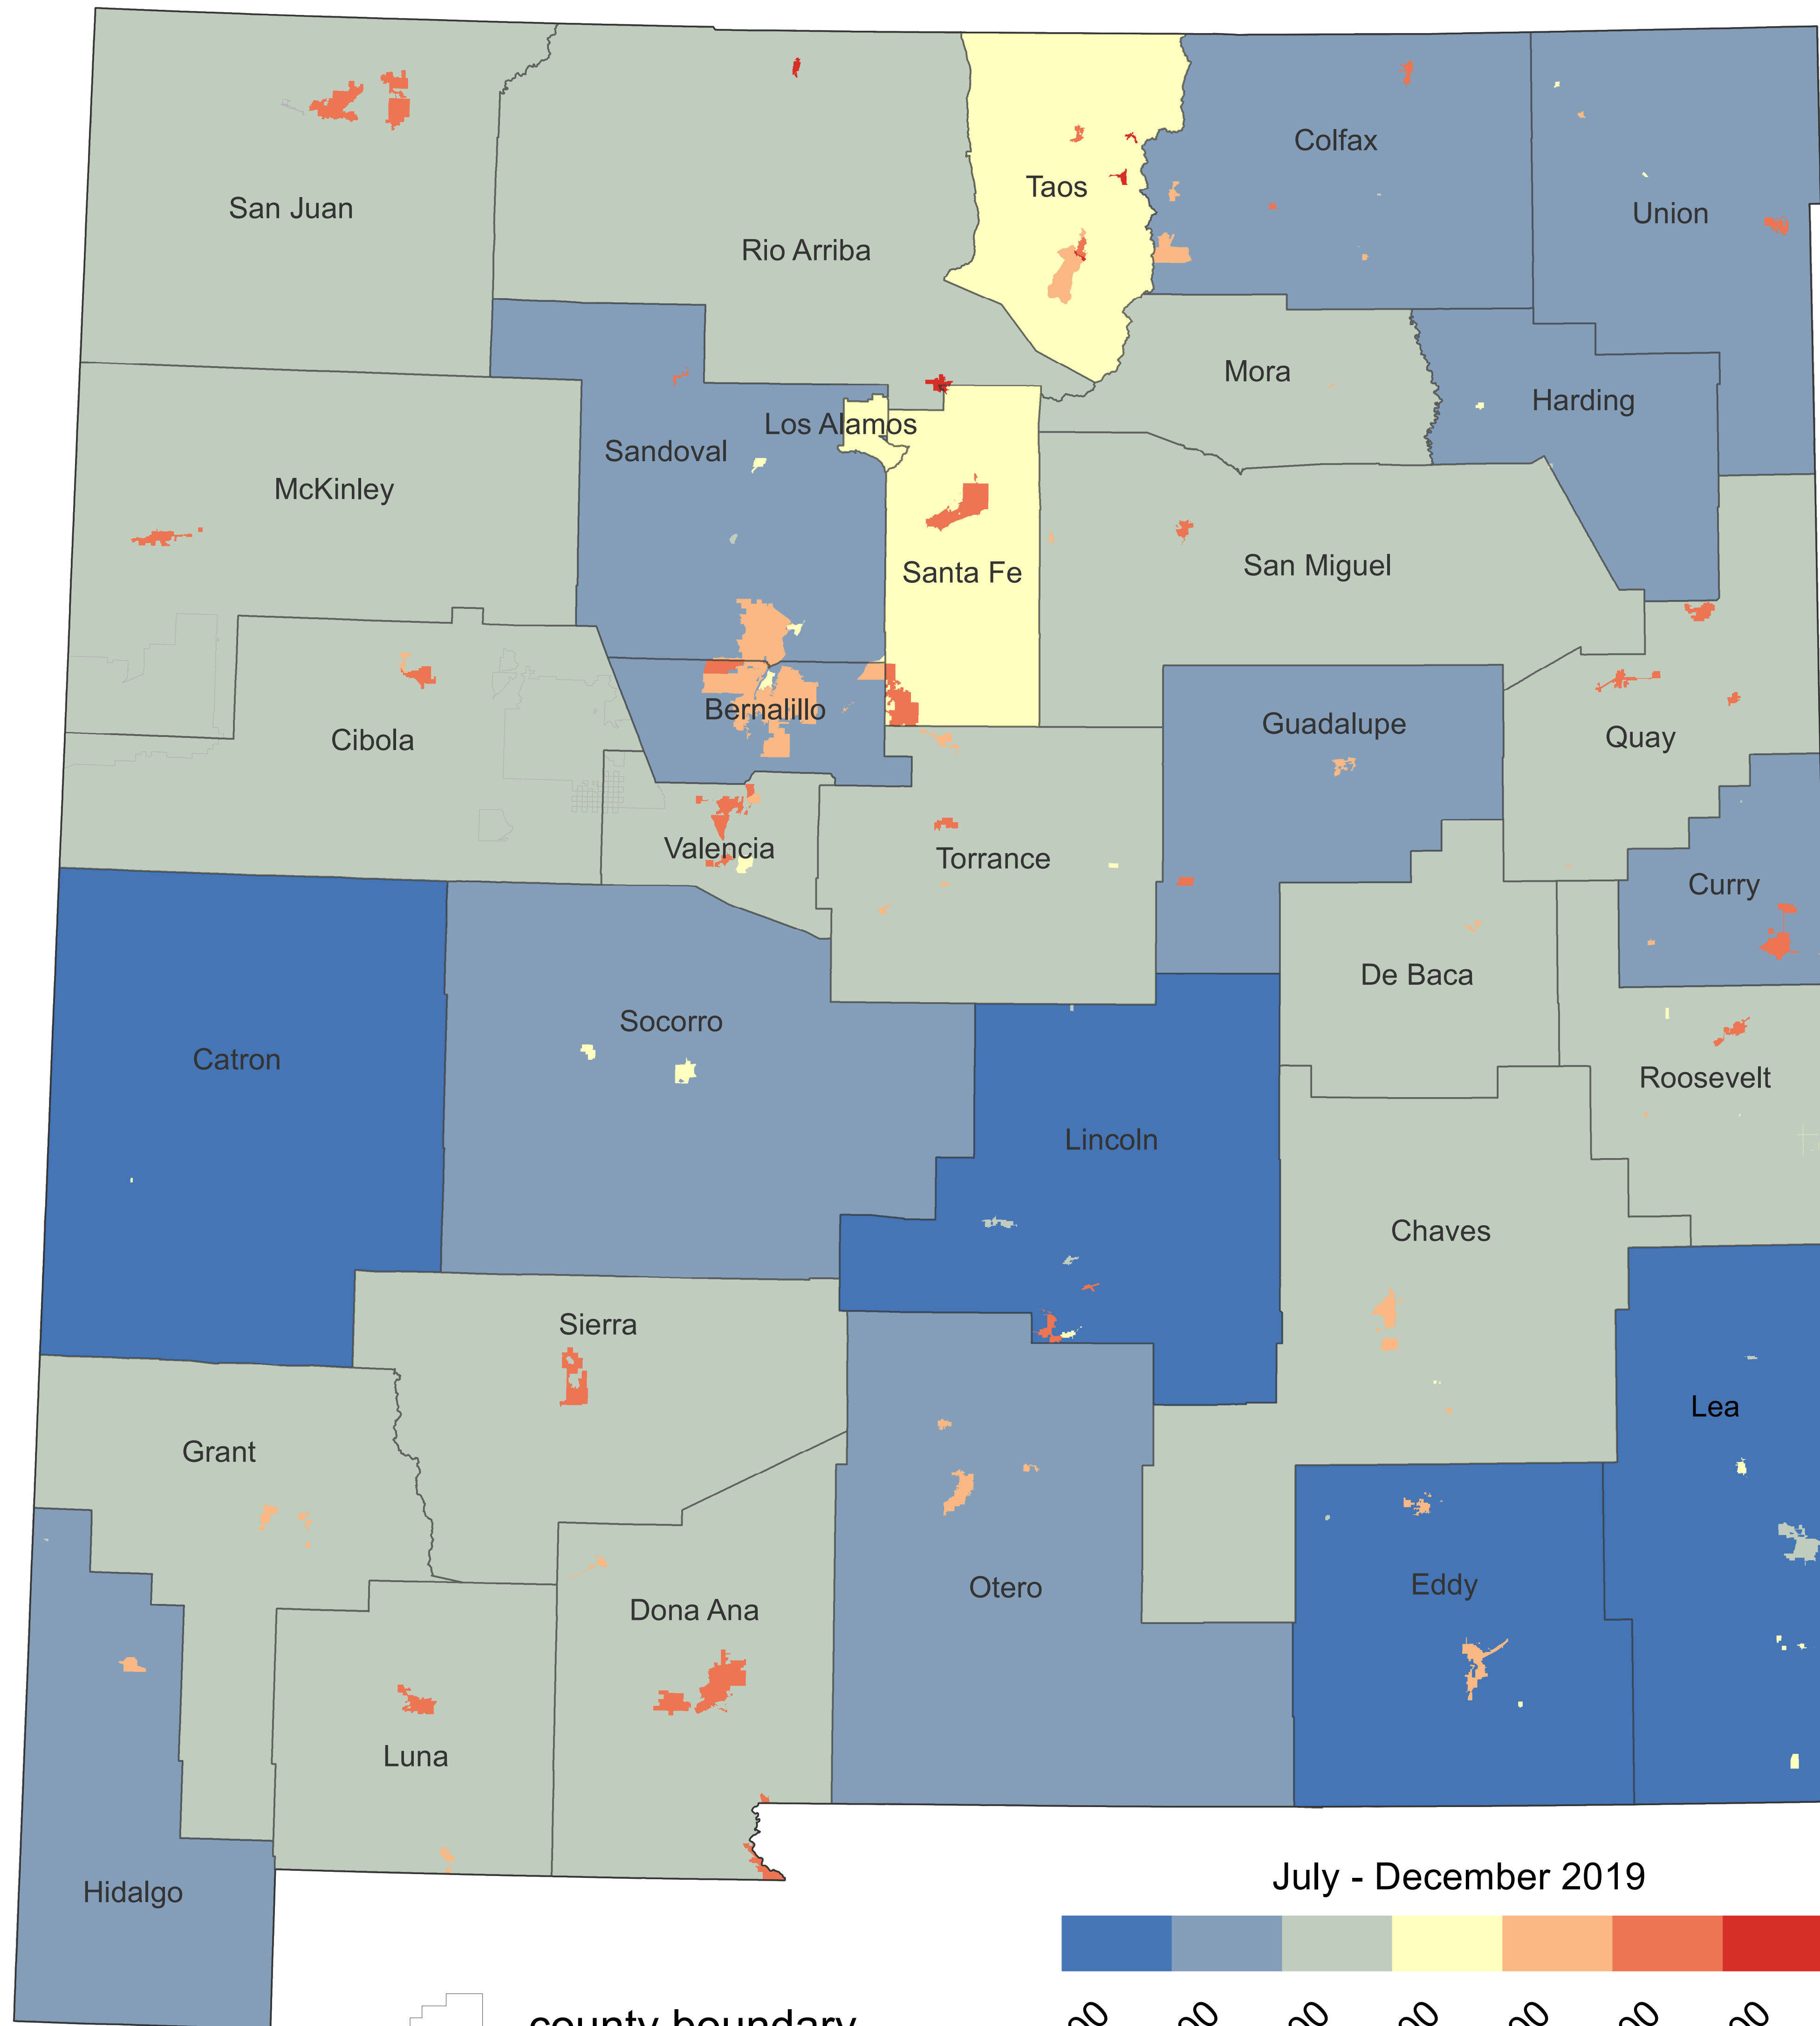 Colfax
Taos
San Juan
Union
Rio Arriba
Mora
Harding
Los Alamos
Sandoval
McKinley
San Miguel
Santa Fe
Bernalillo
Guadalupe
Cibola
Quay
Valencia
Torrance
Curry
De Baca
Socorro
Catron
Roosevelt
Lincoln
Chaves
Sierra
Lea
Grant
Otero
Eddy
Dona Ana
Luna
Hidalgo
July - December 2019
county boundary